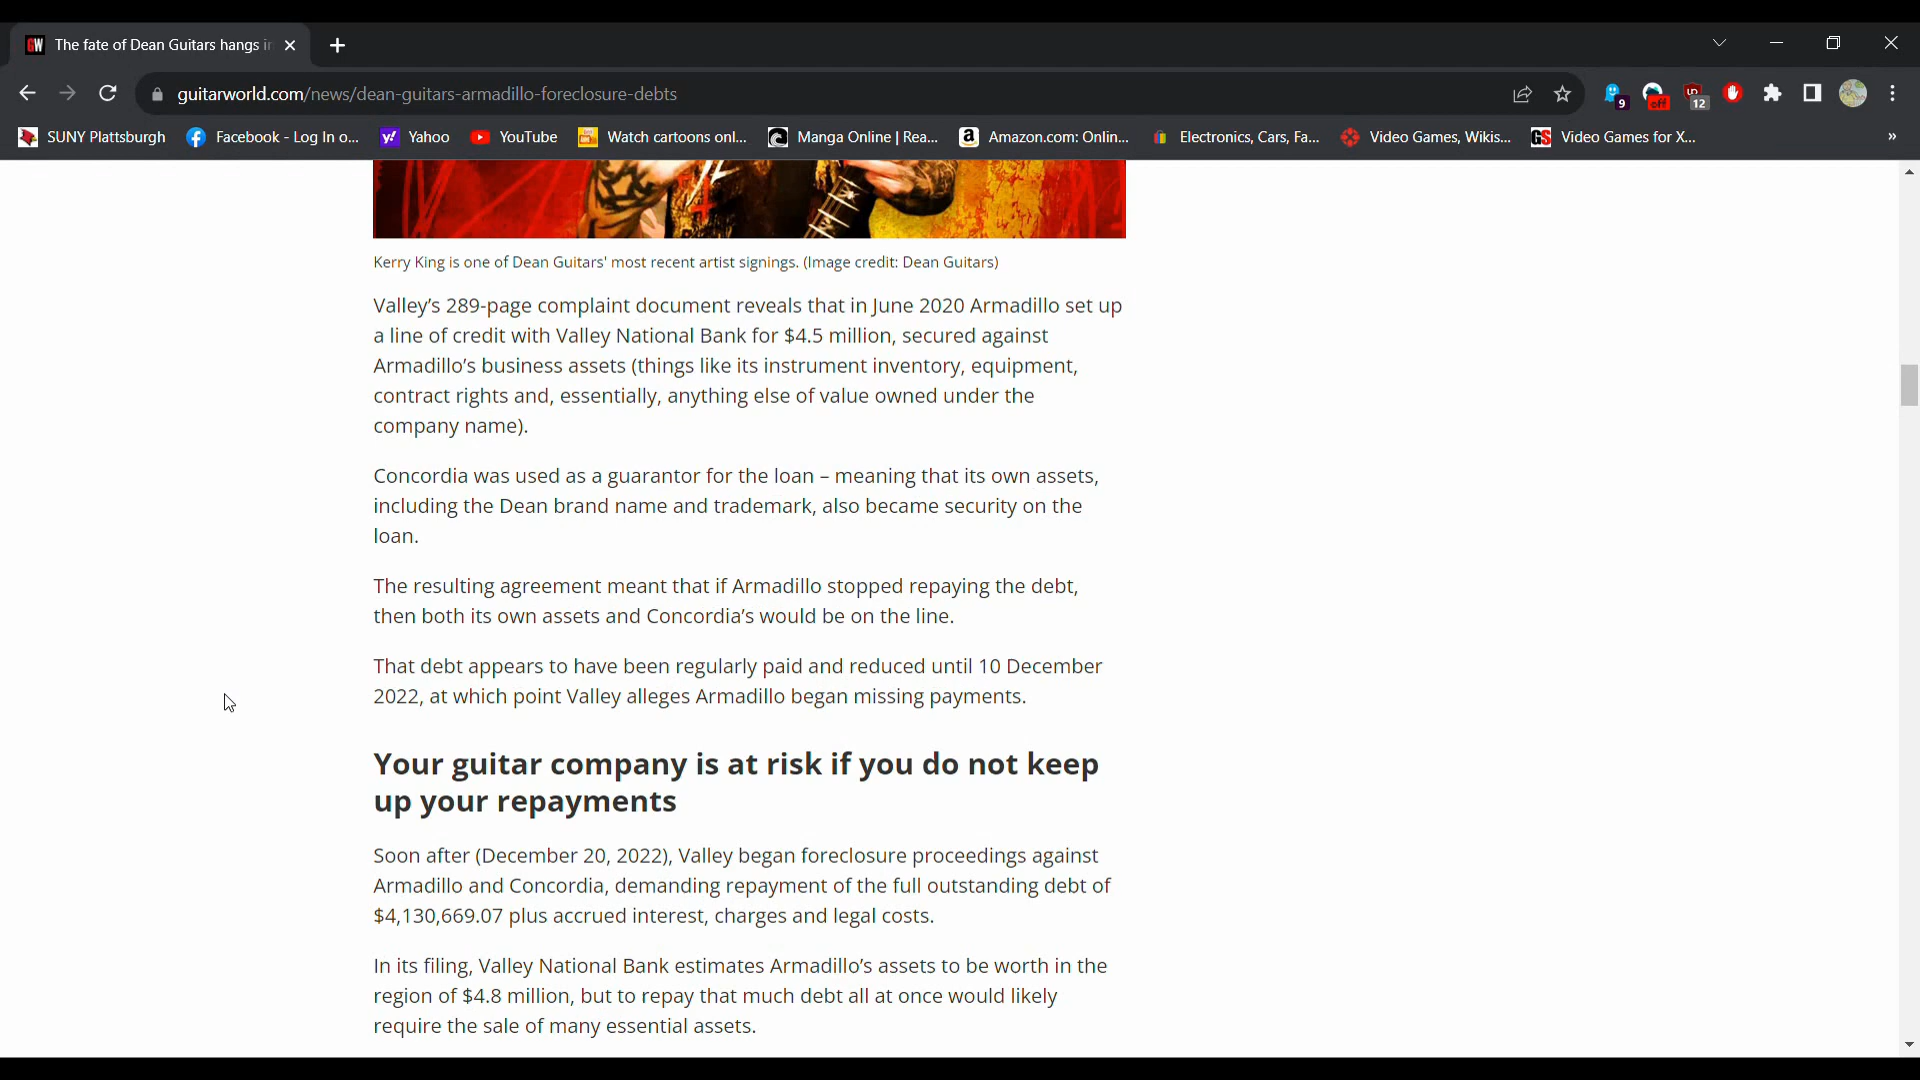 GW The fate of Dean Guitars hangs i
guitarworld.com/news/dean-guitars-armadillo-foreclosure-debts
9
off
12
SUNY Plattsburgh
Facebook - Log In o...
Yahoo
YouTube
Watch cartoons onl...
Manga Online | Rea...
Amazon.com: Onlin...
Electronics, Cars, Fa...
Video Games, Wikis...
GS Video Games for X...
»
Kerry King is one of Dean Guitars' most recent artist signings. (Image credit: Dean Guitars)
Valley's 289-page complaint document reveals that in June 2020 Armadillo set up
a line of credit with Valley National Bank for $4.5 million, secured against
Armadillo's business assets (things like its instrument inventory, equipment,
contract rights and, essentially, anything else of value owned under the
company name).
Concordia was used as a guarantor for the loan – meaning that its own assets,
including the Dean brand name and trademark, also became security on the
loan.
The resulting agreement meant that if Armadillo stopped repaying the debt,
then both its own assets and Concordia's would be on the line.
That debt appears to have been regularly paid and reduced until 10 December
2022, at which point Valley alleges Armadillo began missing payments.
Your guitar company is at risk if you do not keep
up your repayments
Soon after (December 20, 2022), Valley began foreclosure proceedings against
Armadillo and Concordia, demanding repayment of the full outstanding debt of
$4,130,669.07 plus accrued interest, charges and legal costs.
In its filing, Valley National Bank estimates Armadillo's assets to be worth in the
region of $4.8 million, but to repay that much debt all at once would likely
require the sale of many essential assets.